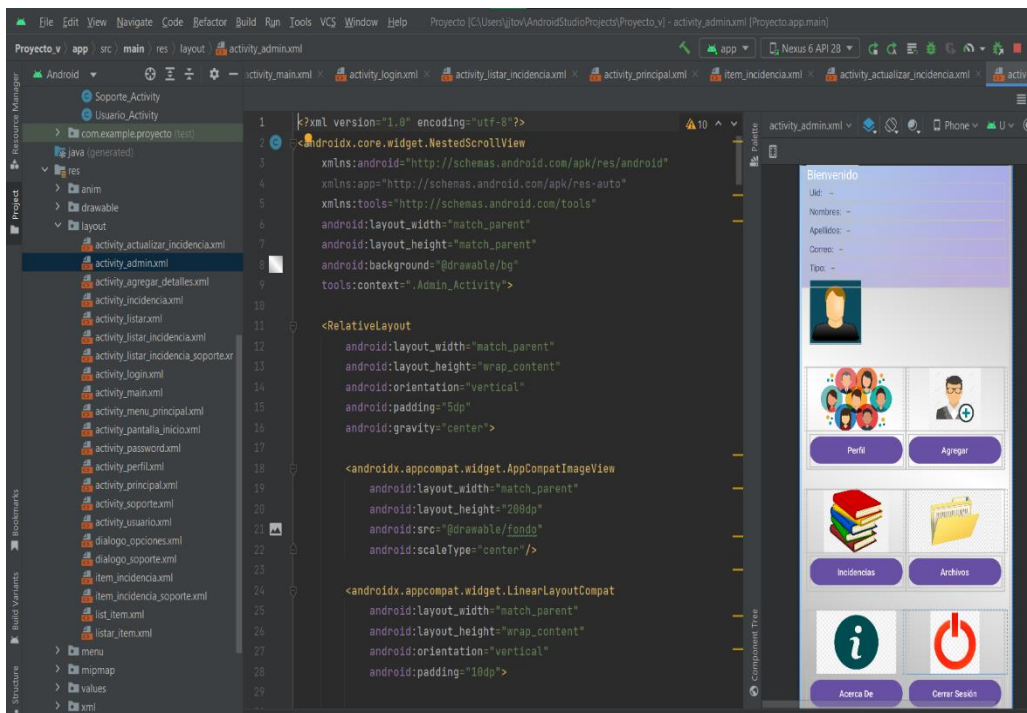 File Edit View Navigate Code Refactor Build Run Tools VCS Window Help Proyecto [C:\Users\jjtov\AndroidStudioProjects\Proyecto_v] - activity_admin.xml [Proyecto.app.main]
Proyecto_v app src main res layout activity_admin.xml app Nexus 6 API 28
Android ctivity_main.xml activity_login.xml activity_listar_incidencia.xml activity_principal.xml item_incidencia.xml activity_actualizar_incidencia.xml activ
Resource Manager
Project
Bookmarks
Build Variants
Structure
Soporte_Activity
Usuario_Activity
com.example.proyecto (test)
java (generated)
res
anim
drawable
layout
activity_actualizar_incidencia.xml
activity_admin.xml
activity_agregar_detalles.xml
activity_incidencia.xml
activity_listar.xml
activity_listar_incidencia.xml
activity_listar_incidencia_soporte.xr
activity_login.xml
activity_main.xml
activity_menu_principal.xml
activity_pantalla_inicio.xml
activity_password.xml
activity_perfil.xml
activity_principal.xml
activity_soporte.xml
activity_usuario.xml
dialogo_opciones.xml
dialogo_soporte.xml
item_incidencia.xml
item_incidencia_soporte.xml
list_item.xml
listar_item.xml
menu
mipmap
values
xml
10
1 <?xml version="1.0" encoding="utf-8"?>
2 <androidx.core.widget.NestedScrollView
3 xmlns:android="http://schemas.android.com/apk/res/android"
4 xmlns:app="http://schemas.android.com/apk/res-auto"
5 xmlns:tools="http://schemas.android.com/tools"
6 android:layout_width="match_parent"
7 android:layout_height="match_parent"
8 android:background="@drawable/bg"
9 tools:context=".Admin_Activity">
10
11 <RelativeLayout
12 android:layout_width="match_parent"
13 android:layout_height="wrap_content"
14 android:orientation="vertical"
15 android:padding="5dp"
16 android:gravity="center">
17
18 <androidx.appcompat.widget.AppCompatImageView
19 android:layout_width="match_parent"
20 android:layout_height="200dp"
21 android:src="@drawable/fondo"
22 android:scaleType="center"/>
23
24 <androidx.appcompat.widget.LinearLayoutCompat
25 android:layout_width="match_parent"
26 android:layout_height="wrap_content"
27 android:orientation="vertical"
28 android:padding="10dp">
29
Palette
Component Tree
activity_admin.xml Phone U
Bienvenido
Uid: -
Nombres: -
Apellidos: -
Correo: -
Tipo: -
Perfil Agregar
Incidencias Archivos
Acerca De Cerrar Sesión